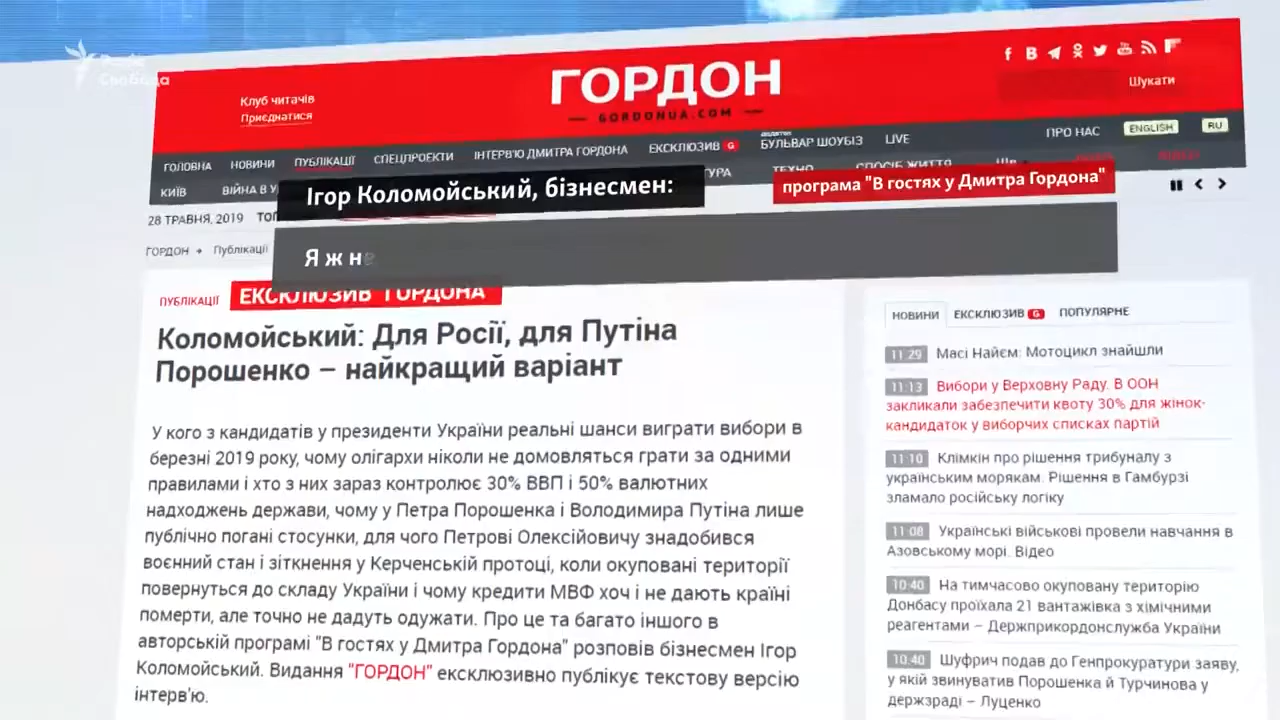 Радіо
Свобода
Клуб читачів
Приєднатися
ГОРДОН
GORDONUA.COM
Шукати
ГОЛОВНА НОВИНИ ПУБЛІКАЦІЇ СПЕЦПРОЄКТИ ІНТЕРВ'Ю ДМИТРА ГОРДОНА ЕКСКЛЮЗИВ G БУЛЬВАР ШОУБІЗ LIVE ПРО НАС ENGLISH RU
КИЇВ ВІЙНА В У ТУРА ТЕХНО СПОСІБ ЖИТТЯ
Ігор Коломойський, бізнесмен:
програма "В гостях у Дмитра Гордона"
28 ТРАВНЯ, 2019 ТОП
ГОРДОН → Публікації
Я ж не
ПУБЛІКАЦІЇ ЕКСКЛЮЗИВ ГОРДОНА
Коломойський: Для Росії, для Путіна
Порошенко – найкращий варіант
У кого з кандидатів у президенти України реальні шанси виграти вибори в
березні 2019 року, чому олігархи ніколи не домовляться грати за одними
правилами і хто з них зараз контролює 30% ВВП і 50% валютних
надходжень держави, чому у Петра Порошенка і Володимира Путіна лише
публічно погані стосунки, для чого Петрові Олексійовичу знадобився
воєнний стан і зіткнення у Керченській протоці, коли окуповані території
повернуться до складу України і чому кредити МВФ хоч і не дають країні
померти, але точно не дадуть одужати. Про це та багато іншого в
авторській програмі "В гостях у Дмитра Гордона" розповів бізнесмен Ігор
Коломойський. Видання "ГОРДОН" ексклюзивно публікує текстову версію
інтерв'ю.
НОВИНИ ЕКСКЛЮЗИВ G ПОПУЛЯРНЕ
11:29 Масі Найєм: Мотоцикл знайшли
11:13 Вибори у Верховну Раду. В ООН
закликали забезпечити квоту 30% для жінок-
кандидаток у виборчих списках партій
11:10 Клімкін про рішення трибуналу з
українським морякам. Рішення в Гамбурзі
зламало російську логіку
11:08 Українські військові провели навчання в
Азовському морі. Відео
10:40 На тимчасово окуповану територію
Донбасу проїхала 21 вантажівка з хімічними
реагентами – Держприкордонслужба України
10:40 Шуфрич подав до Генпрокуратури заяву,
у якій звинуватив Порошенка й Турчинова у
держзраді – Луценко